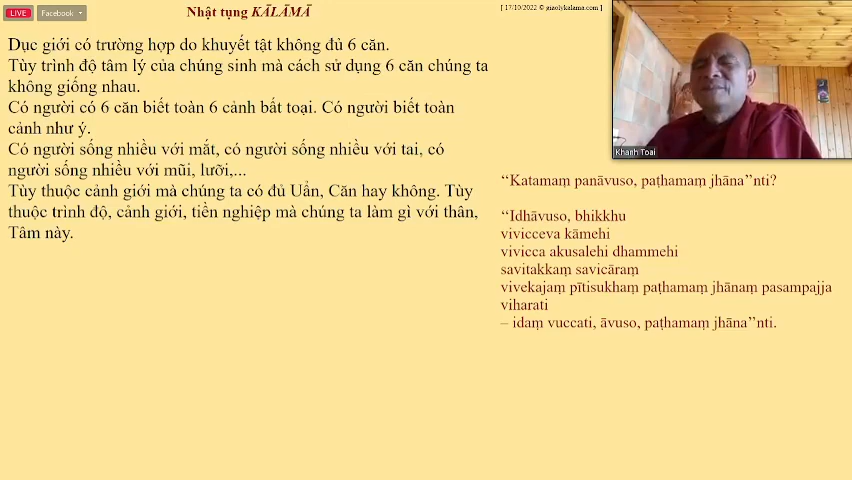 LIVE Facebook
Nhật tụng KĀLĀMĀ
[ 17/10/2022 © giaolykalama.com ]
Dục giới có trường hợp do khuyết tật không đủ 6 căn.
Tùy trình độ tâm lý của chúng sinh mà cách sử dụng 6 căn chúng ta
không giống nhau.
Có người có 6 căn biết toàn 6 cảnh bất toại. Có người biết toàn
cảnh như ý.
Có người sống nhiều với mắt, có người sống nhiều với tai, có
người sống nhiều với mũi, lưỡi,...
Tùy thuộc cảnh giới mà chúng ta có đủ Uẩn, Căn hay không. Tùy
thuộc trình độ, cảnh giới, tiền nghiệp mà chúng ta làm gì với thân,
Tâm này.
Khanh Toai
“Katamaṃ panāvuso, paṭhamaṃ jhāna”nti?
“Idhāvuso, bhikkhu
vivicceva kāmehi
vivicca akusalehi dhammehi
savitakkaṃ savicāraṃ
vivekajaṃ pītisukhaṃ paṭhamaṃ jhānaṃ pasampajja
viharati
– idaṃ vuccati, āvuso, paṭhamaṃ jhāna”nti.